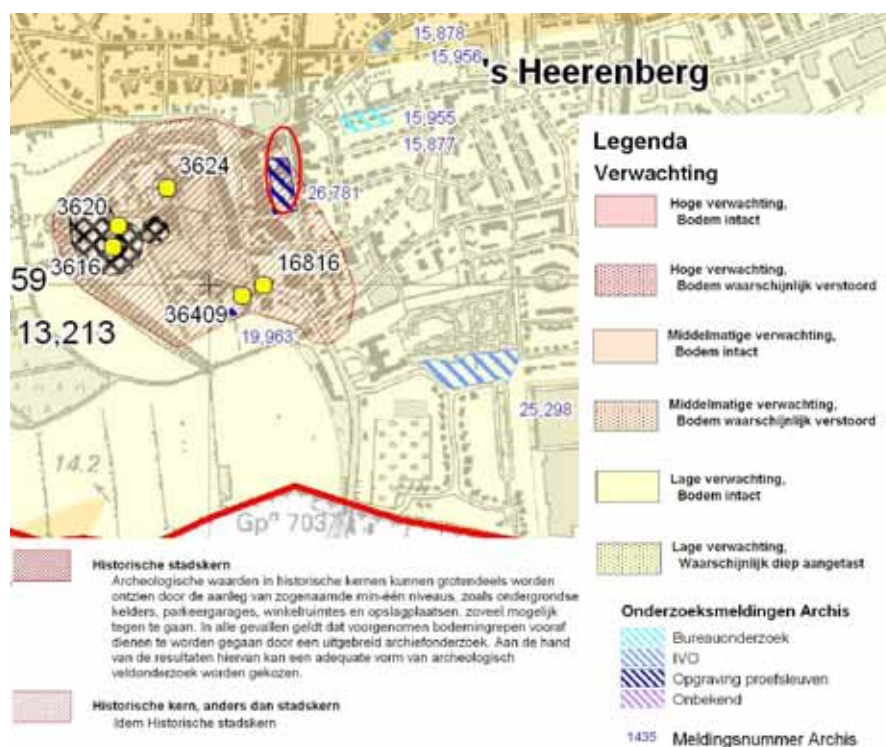 15,878
15,956
's Heerenberg
15,955
15,877
3624
26,781
3620
3616
16816
59
36409
13,213
19,963
25,298
14.2
Gpⁿ 703
Legenda
Verwachting
Hoge verwachting,
Bodem intact
Hoge verwachting,
Bodem waarschijnlijk verstoord
Middelmatige verwachting,
Bodem intact
Middelmatige verwachting,
Bodem waarschijnlijk verstoord
Lage verwachting,
Bodem intact
Lage verwachting,
Waarschijnlijk diep aangetast
Historische stadskern
Archeologische waarden in historische kernen kunnen grotendeels worden
ontzien door de aanleg van zogenaamde min-één niveaus, zoals ondergrondse
kelders, parkeergarages, winkelruimtes en opslagplaatsen, zoveel mogelijk
tegen te gaan. In alle gevallen geldt dat voorgenomen bodemingrepen vooraf
dienen te worden gegaan door een uitgebreid archiefonderzoek. Aan de hand
van de resultaten hiervan kan een adequate vorm van archeologisch
veldonderzoek worden gekozen.
Historische kern, anders dan stadskern
Idem Historische stadskern
Onderzoeksmeldingen Archis
Bureauonderzoek
IVO
Opgraving proefsleuven
Onbekend
1435 Meldingsnummer Archis